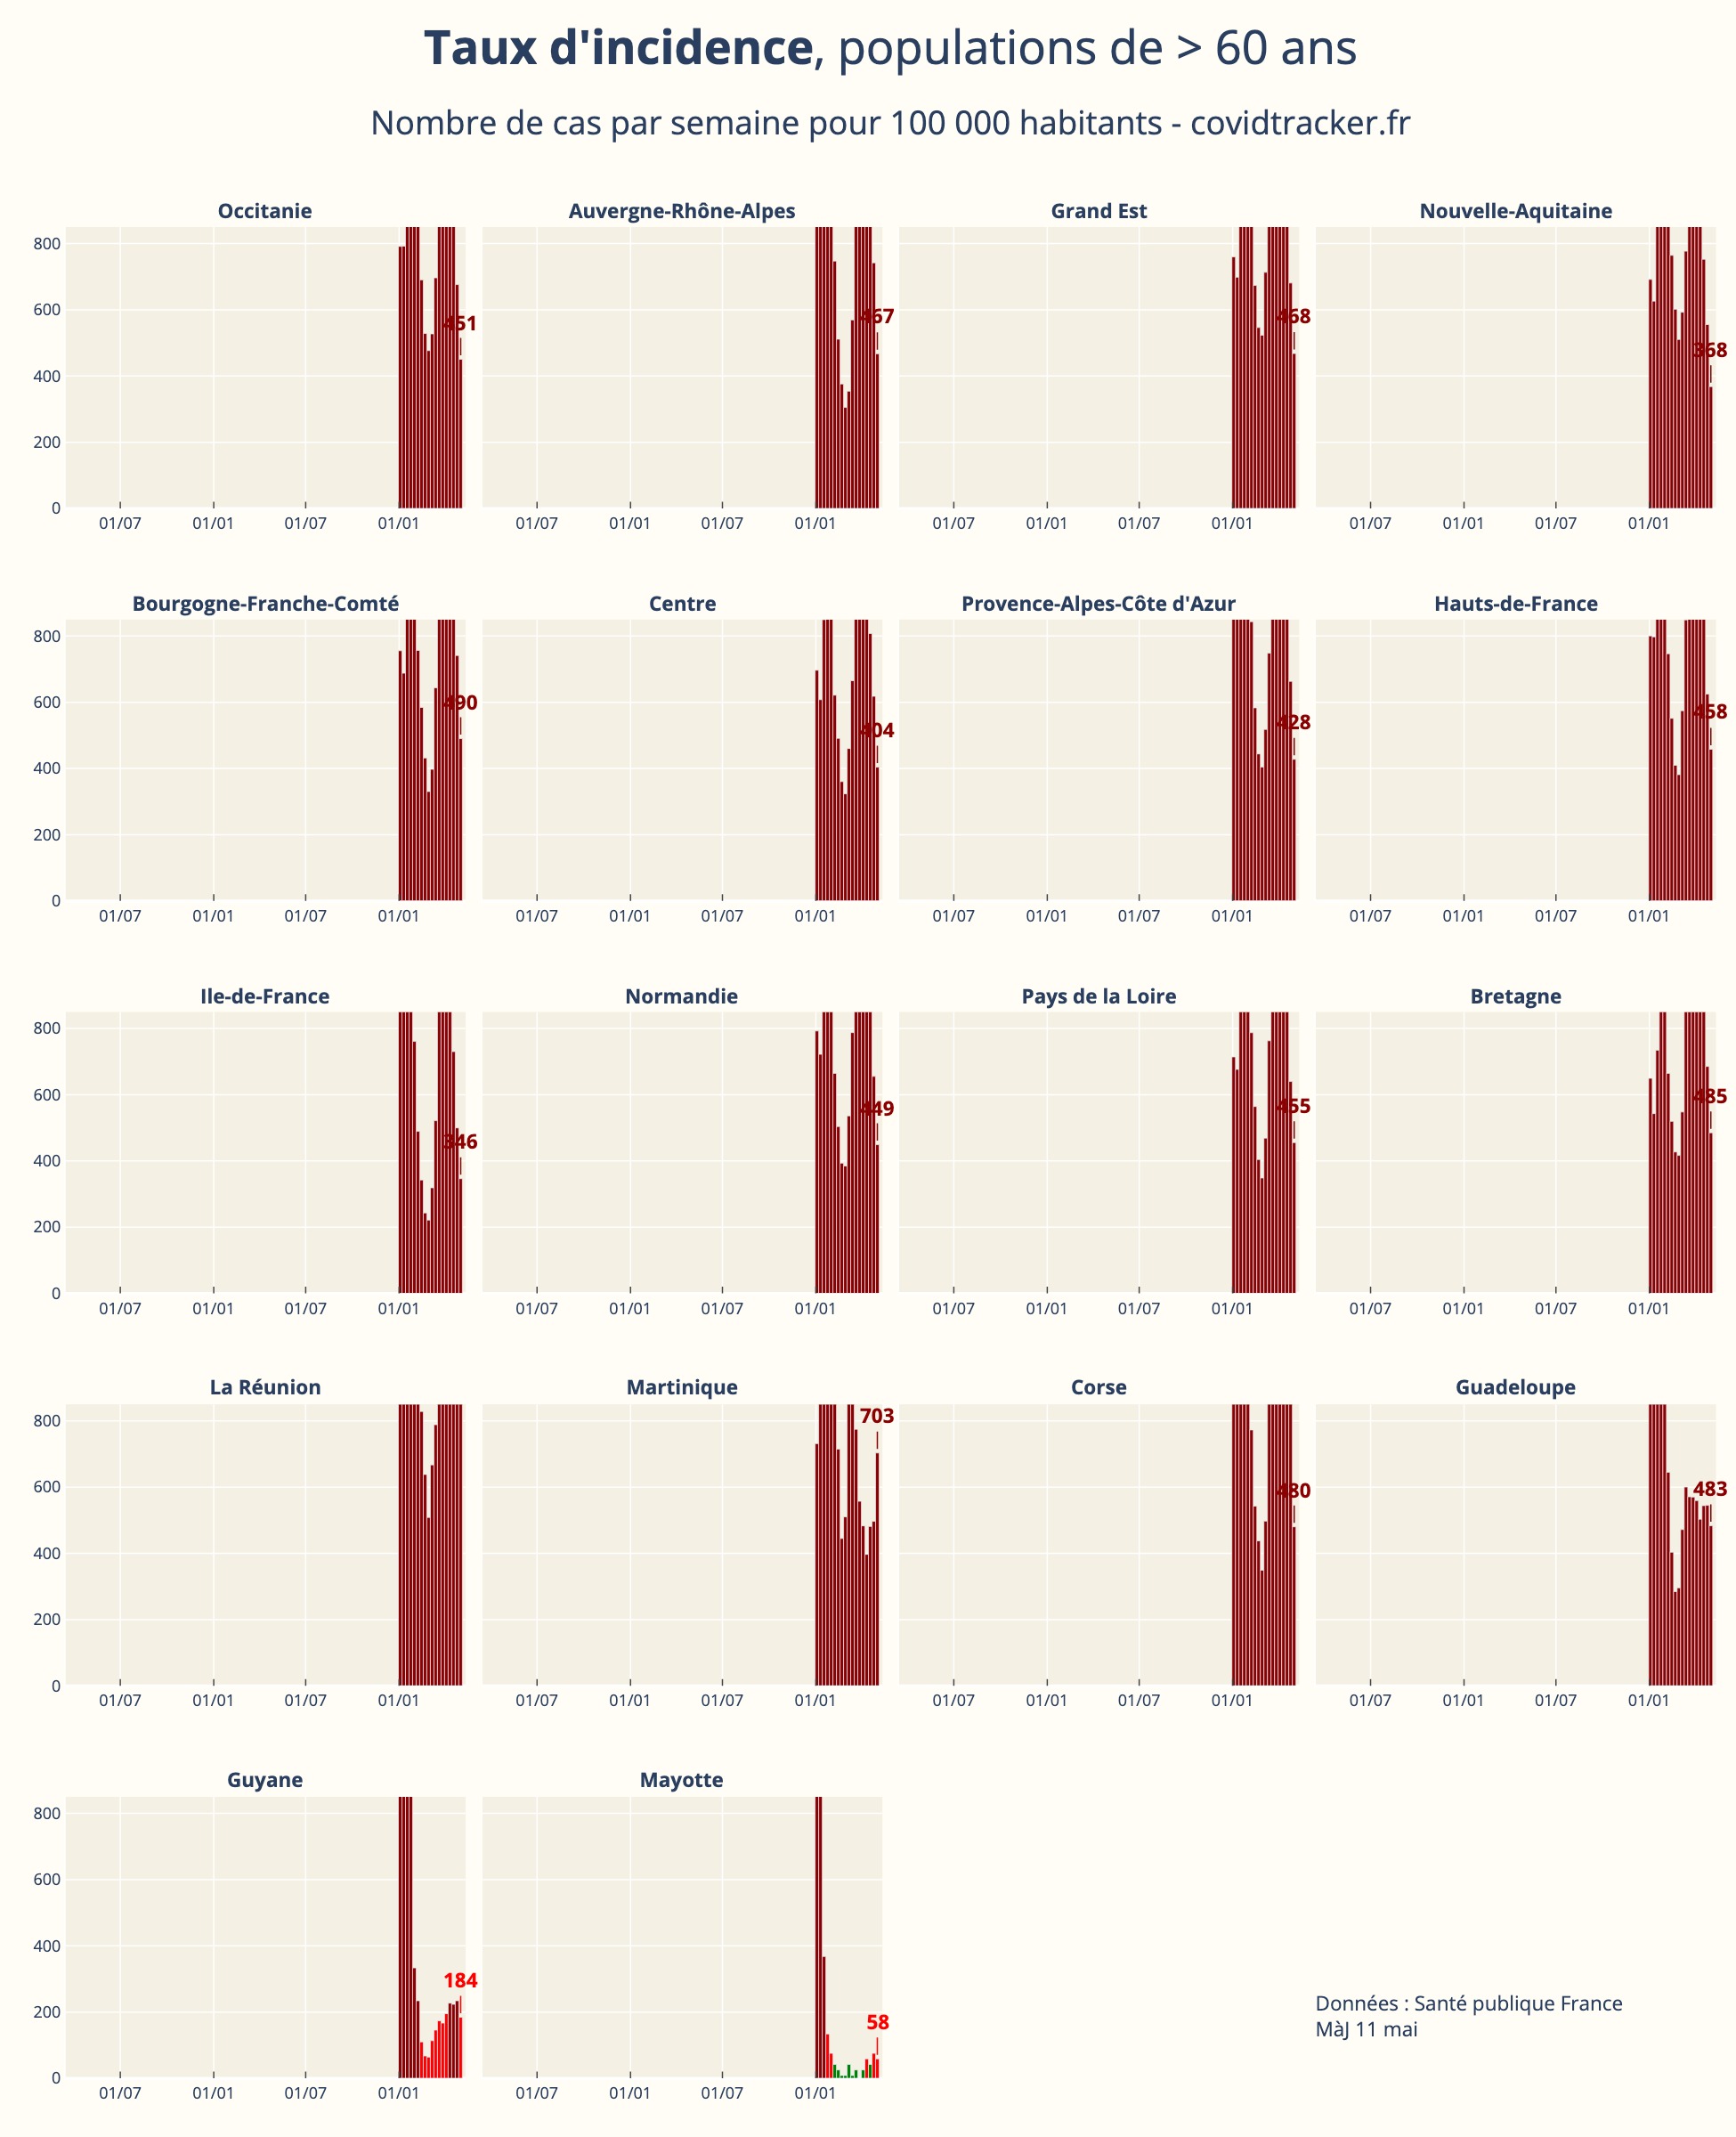 Taux d'incidence, populations de > 60 ans
Nombre de cas par semaine pour 100 000 habitants - covidtracker.fr
Occitanie Auvergne-Rhône-Alpes Grand Est Nouvelle-Aquitaine
800
600
451 467 468 368
400
200
0
01/07 01/01 01/07 01/01 01/07 01/01 01/07 01/01 01/07 01/01 01/07 01/01 01/07 01/01 01/07 01/01
Bourgogne-Franche-Comté Centre Provence-Alpes-Côte d'Azur Hauts-de-France
800
600
490 404 428 458
400
200
0
01/07 01/01 01/07 01/01 01/07 01/01 01/07 01/01 01/07 01/01 01/07 01/01 01/07 01/01 01/07 01/01
Ile-de-France Normandie Pays de la Loire Bretagne
800
600
346 449 455 485
400
200
0
01/07 01/01 01/07 01/01 01/07 01/01 01/07 01/01 01/07 01/01 01/07 01/01 01/07 01/01 01/07 01/01
La Réunion Martinique Corse Guadeloupe
800
703
600
480 483
400
200
0
01/07 01/01 01/07 01/01 01/07 01/01 01/07 01/01 01/07 01/01 01/07 01/01 01/07 01/01 01/07 01/01
Guyane Mayotte
800
600
400
184
200
58
0
01/07 01/01 01/07 01/01 01/07 01/01 01/07 01/01
Données : Santé publique France
MàJ 11 mai